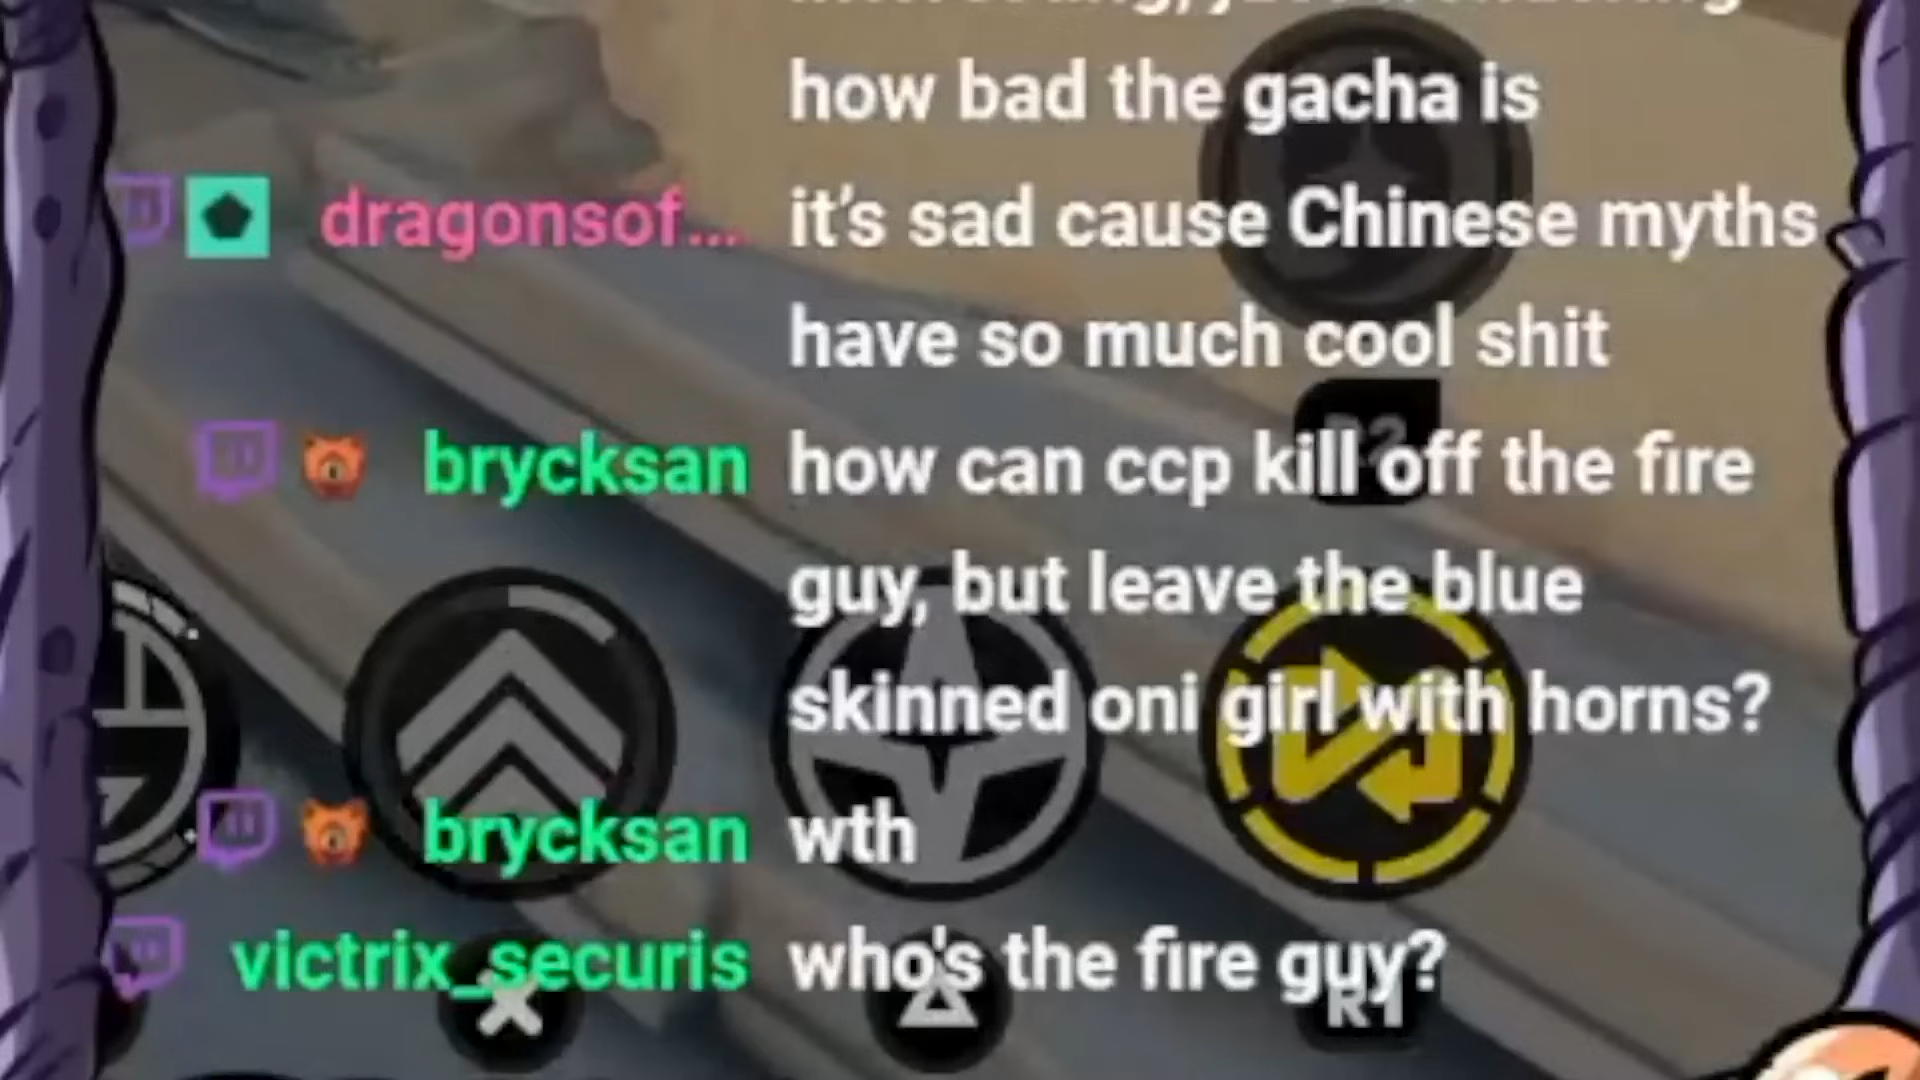 how bad the gacha is
dragonsof... it's sad cause Chinese myths
have so much cool shit
R2
brycksan how can ccp kill off the fire
guy, but leave the blue
skinned oni girl with horns?
brycksan wth
victrix_securis who's the fire guy?
R1